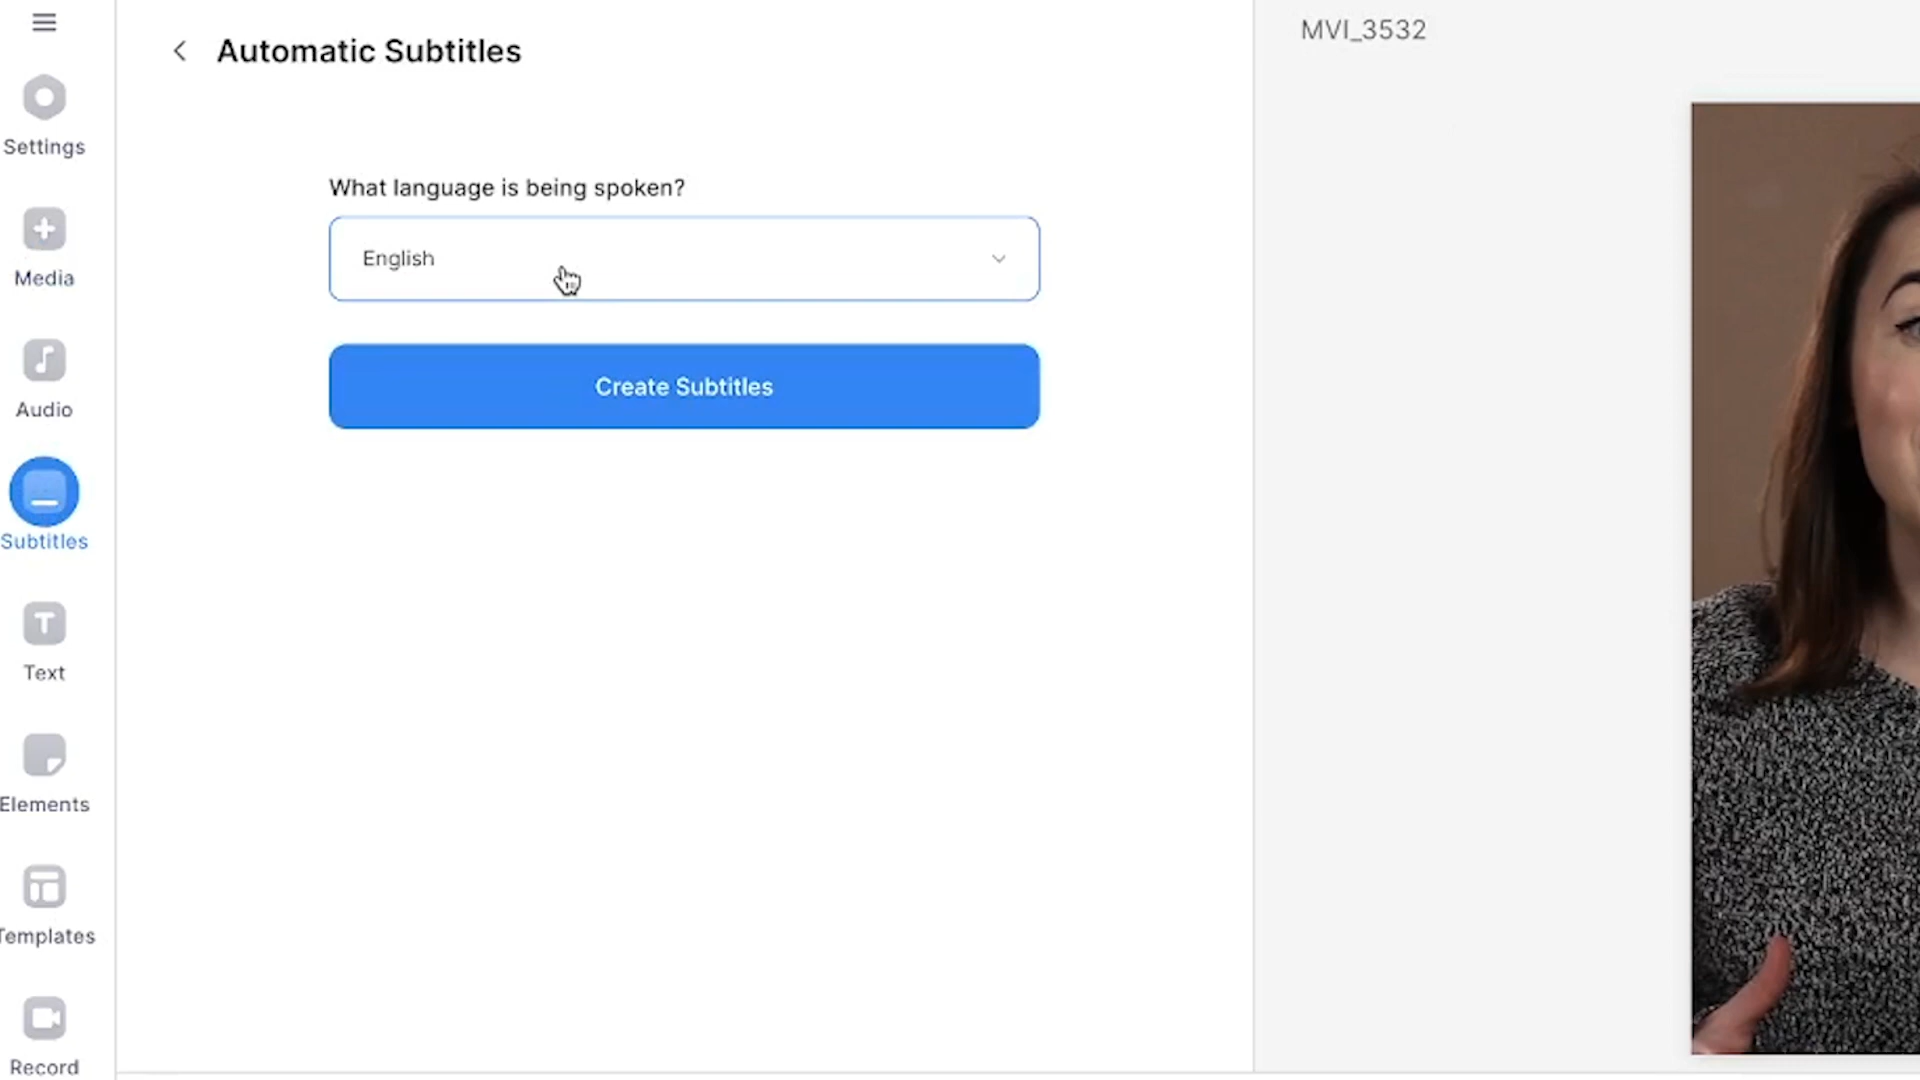 Automatic Subtitles
MVI_3532
Settings
What language is being spoken?
English
Media
Create Subtitles
Audio
Subtitles
Text
Elements
Templates
Record